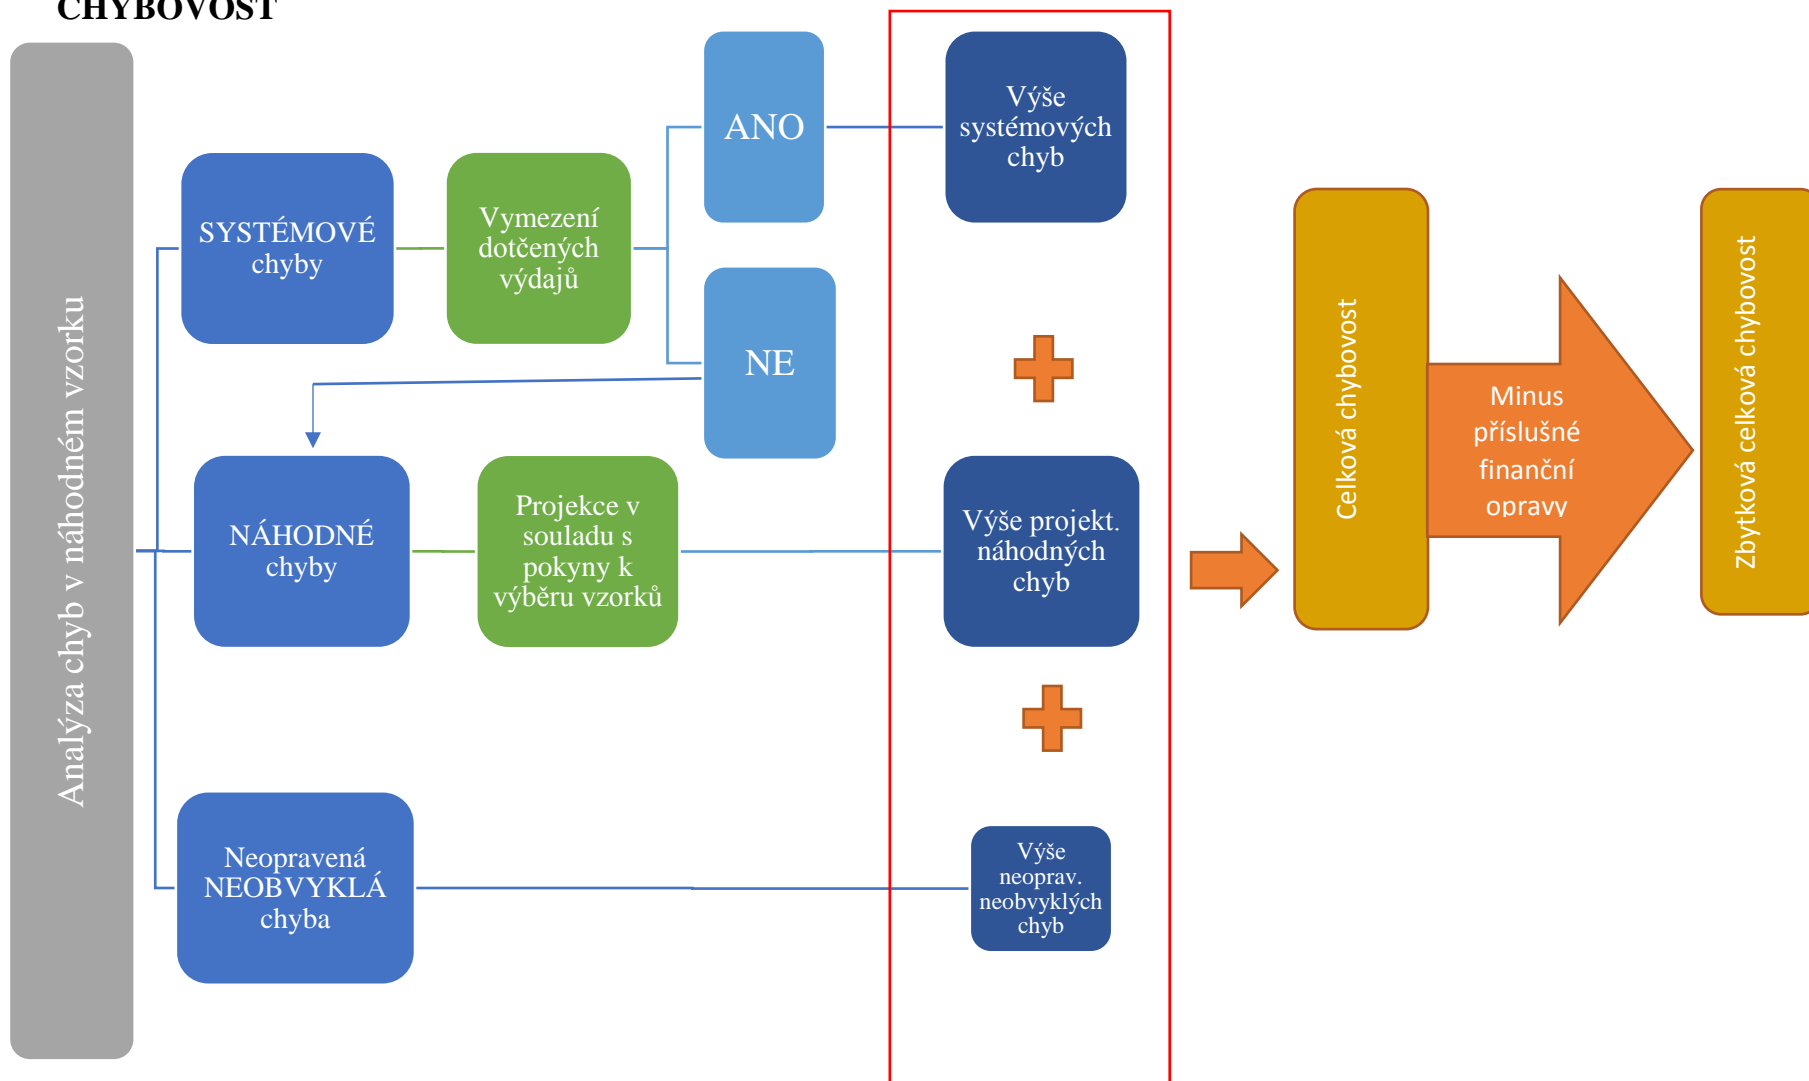 CHYBOVOST
Analýza chyb v náhodném vzorku
SYSTÉMOVÉ
chyby
Vymezení
dotčených
výdajů
ANO
NE
Výše
systémových
chyb
NÁHODNÉ
chyby
Projekce v
souladu s
pokyny k
výběru vzorků
Výše projekt.
náhodných
chyb
Neopravená
NEOBVYKLÁ
chyba
Výše
neoprav.
neobvyklých
chyb
Celková chybovost
Minus
příslušné
finanční
opravy
Zbytková celková chybovost